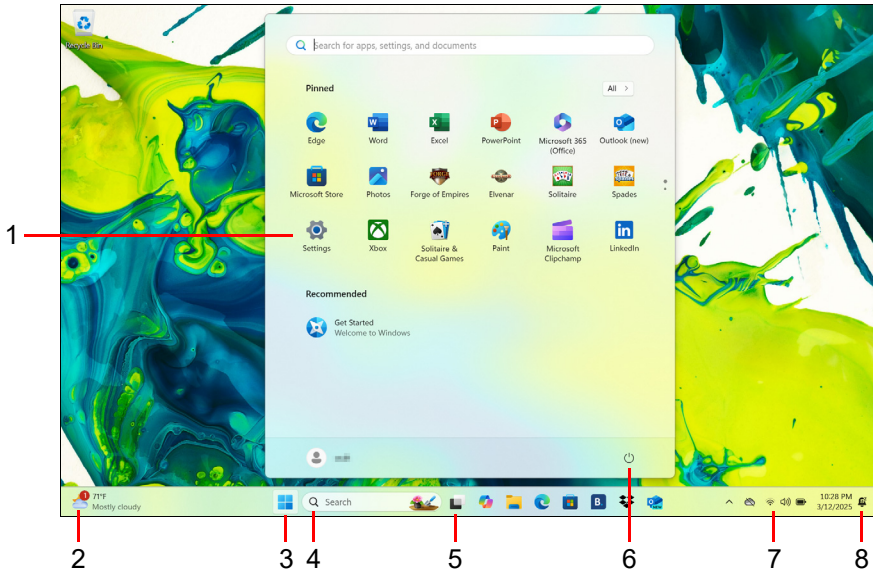 Recycle Bin
Search for apps, settings, and documents
Pinned
All
Edge
Word
Excel
PowerPoint
Microsoft 365
(Office)
Outlook (new)
Microsoft Store
Photos
Forge of Empires
Elvenar
Solitaire
Spades
1
Settings
Xbox
Solitaire &
Casual Games
Paint
Microsoft
Clipchamp
LinkedIn
Recommended
Get Started
Welcome to Windows
1
71°F
Mostly cloudy
Search
10:28 PM
3/12/2025
2
3
4
5
6
7
8